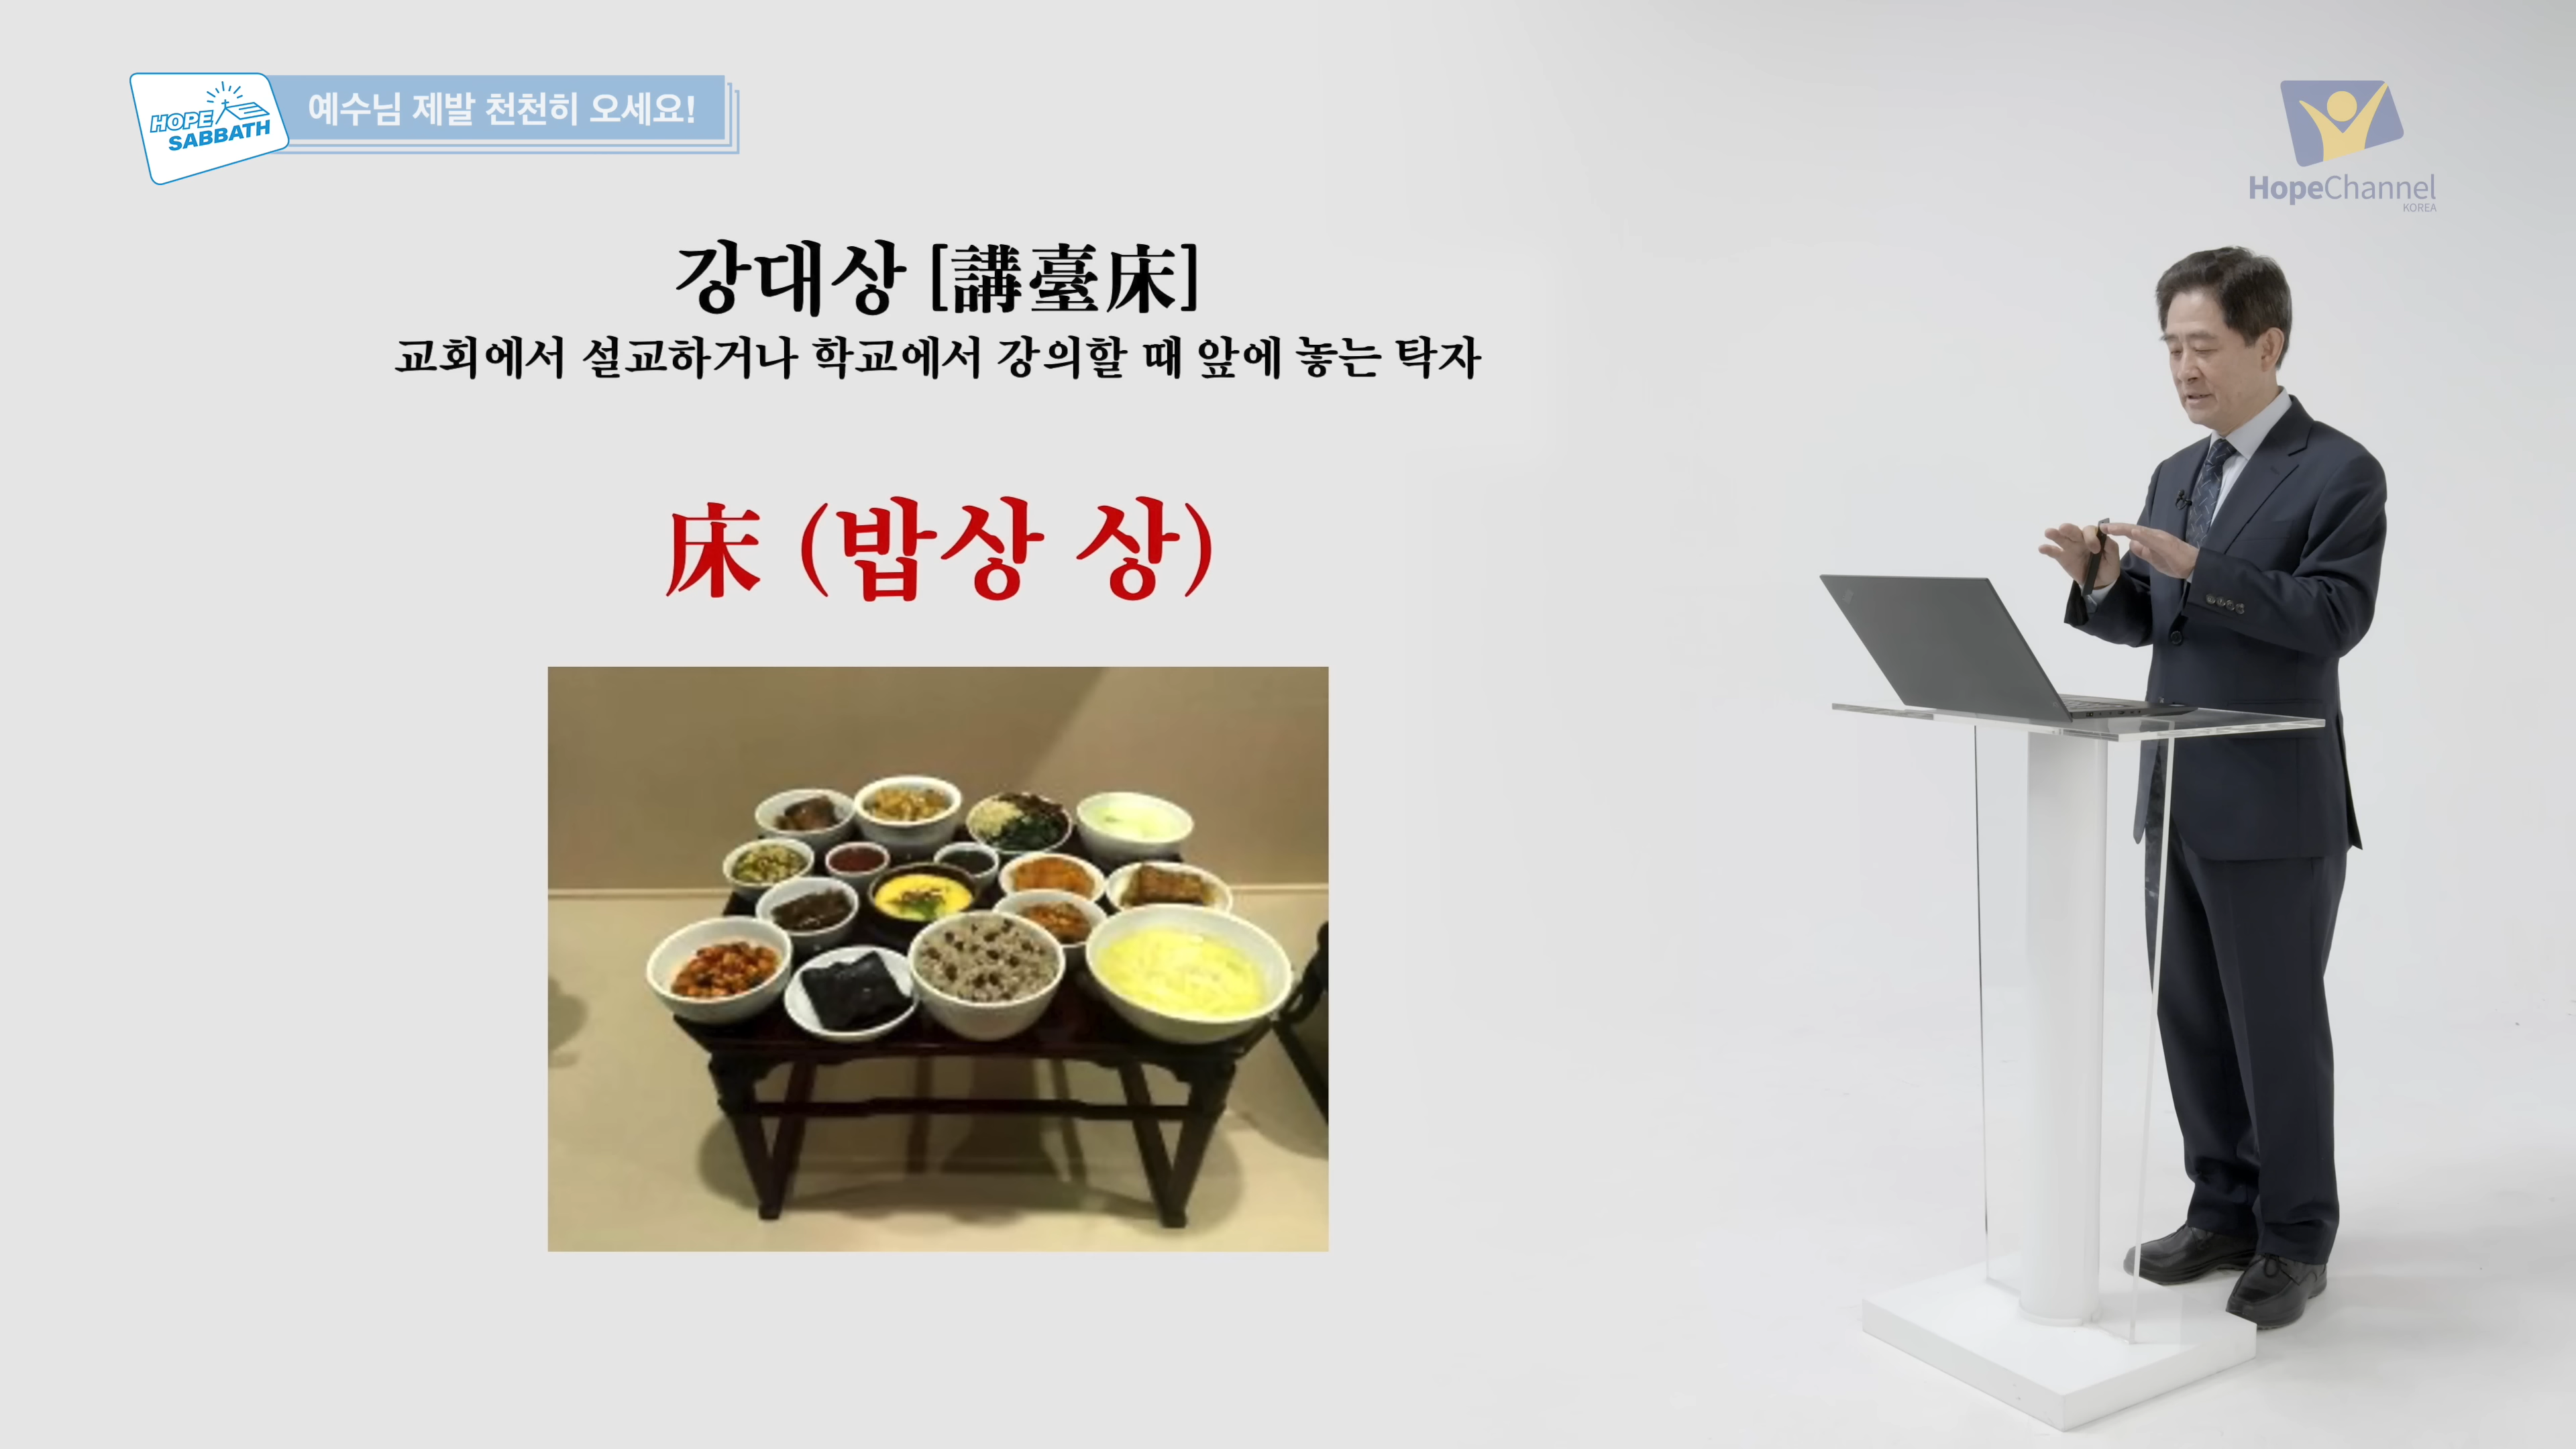 HOPE
SABBATH
예수님 제발 천천히 오세요!
HopeChannel
KOREA
강대상 [講臺床]
교회에서 설교하거나 학교에서 강의할 때 앞에 놓는 탁자
床 (밥상 상)